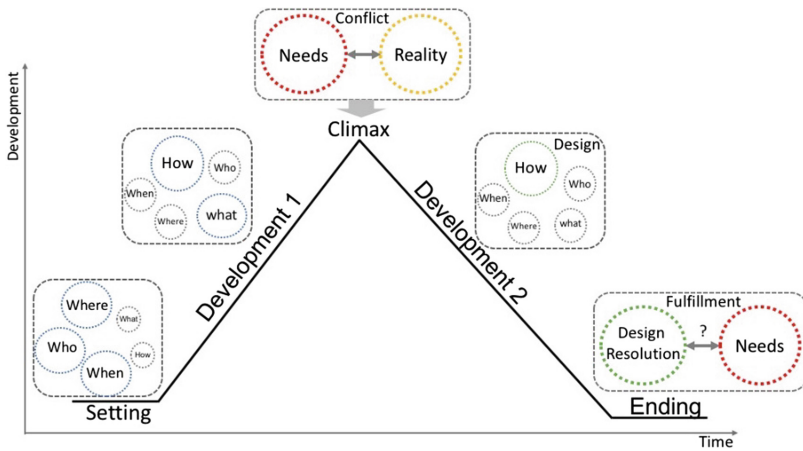 Conflict
Needs
Reality
Development
Climax
How
Who
When
Where
what
Development 1
Design
How
Who
When
Where
what
Development 2
Where
What
Who
How
When
Setting
Fulfillment
Design
Resolution
?
Needs
Ending
Time